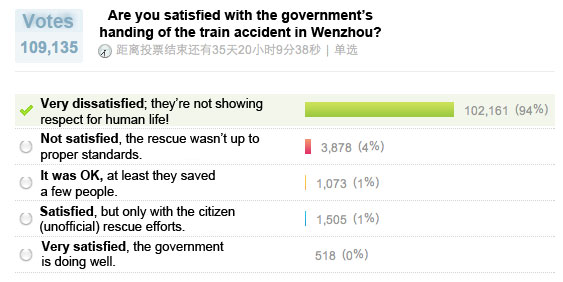 Votes
109,135
Are you satisfied with the government's
handing of the train accident in Wenzhou?
距离投票结束还有35天20小时9分38秒 | 单选
Very dissatisfied; they're not showing
respect for human life!
102,161 (94%)
Not satisfied, the rescue wasn't up to
proper standards.
3,878 (4%)
It was OK, at least they saved
a few people.
1,073 (1%)
Satisfied, but only with the citizen
(unofficial) rescue efforts.
1,505 (1%)
Very satisfied, the government
is doing well.
518 (0%)